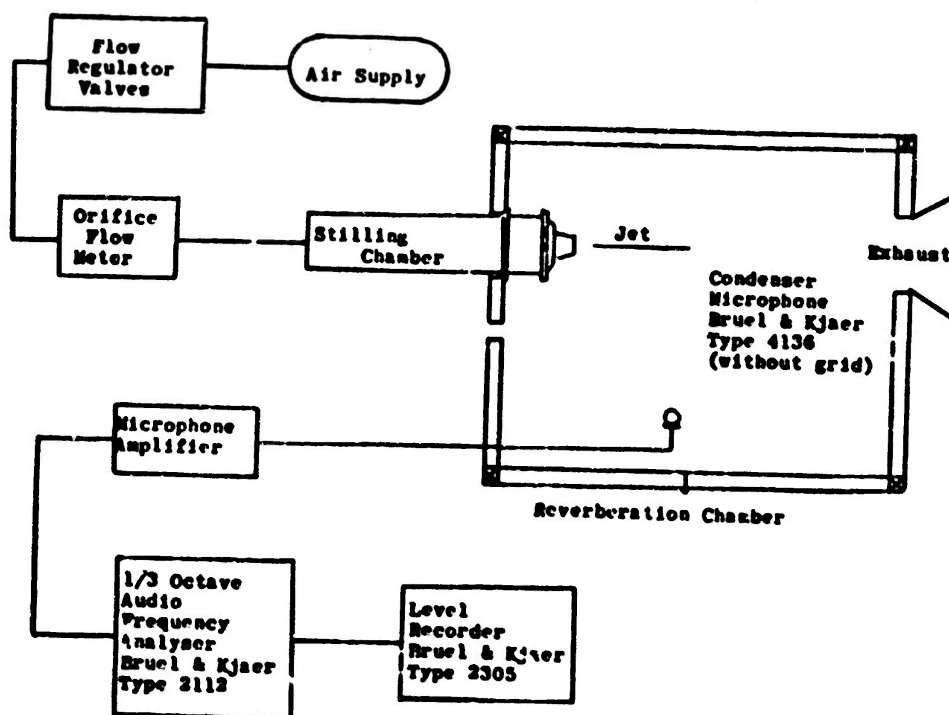 Flow
Regulator
Valves
Air Supply
Orifice
Flow
Meter
Stilling
Chamber
Jet
Exhaust
Condenser
Microphone
Bruel & Kjaer
Type 4136
(without grid)
Microphone
Amplifier
Reverberation Chamber
1/3 Octave
Audio
Frequency
Analyser
Bruel & Kjaer
Type 2112
Level
Recorder
Bruel & Kjaer
Type 2305